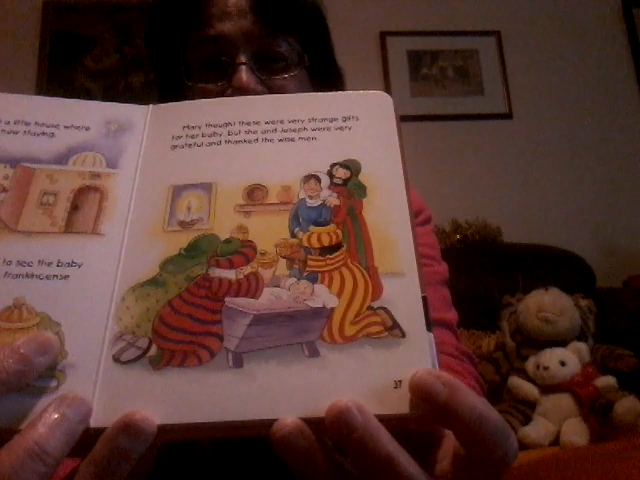 a little house where
now staying.
to see the baby
frankincense
Mary thought these were very strange gifts
for her baby, but she and Joseph were very
grateful and thanked the wise men.
37